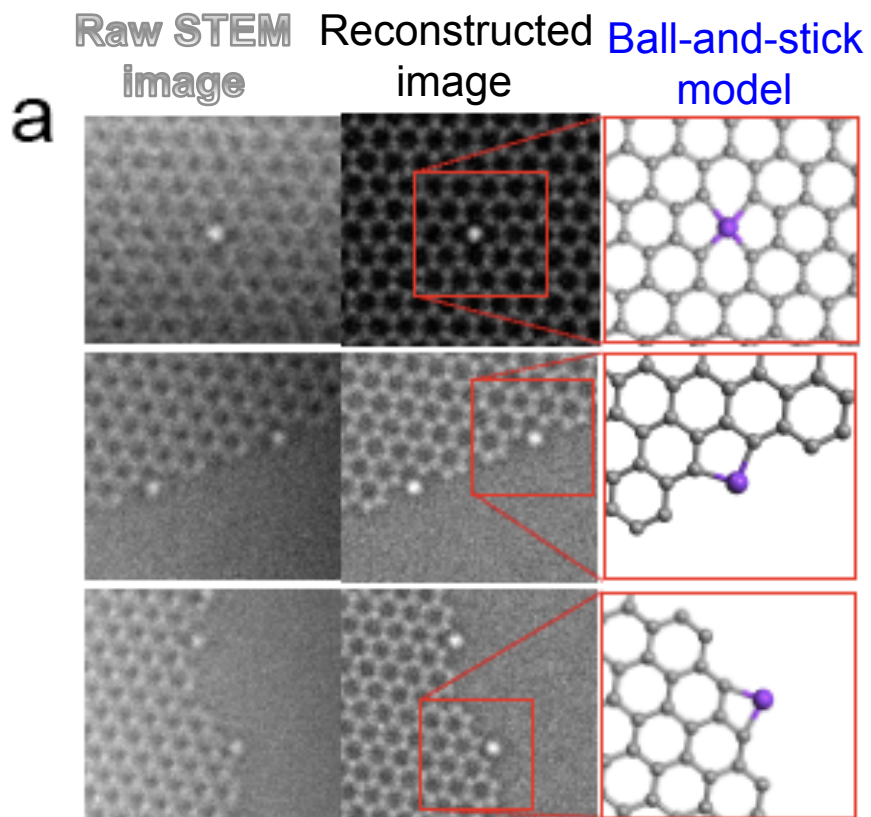 Raw STEM
image
Reconstructed
image
Ball-and-stick
model
a